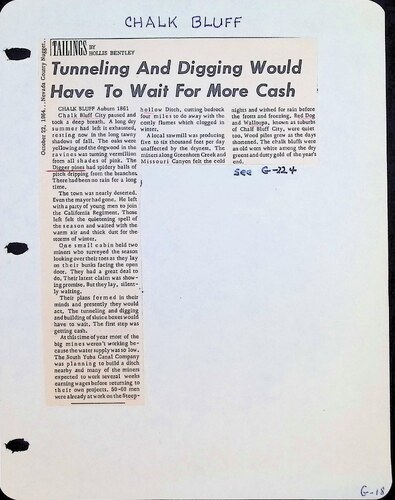 CHALK BLUFF
October 22, 1964...Nevada County Nugget..
TAILINGS BY
HOLLIS BENTLEY
Tunneling And Digging Would
Have To Wait For More Cash
CHALK BLUFF Auburn 1861
Chalk Bluff City paused and
took a deep breath. A long dry
summer had left it exhausted,
resting now in the long tawny
shadows of fall. The oaks were
yellowing and the dogwood in the
ravines was turning vermilion
from all shades of pink. The
Digger pines had spidery balls of
pitch dripping from the branches.
There had been no rain for a long
time.
The town was nearly deserted.
Even the mayor had gone. He left
with a party of young men to join
the California Regiment. Those
left felt the quietening spell of
the season and waited with the
warm air and thick dust for the
storms of winter.
One small cabin held two
miners who surveyed the season
looking over their toes as they lay
on their bunks facing the open
door. They had a great deal to
do. Their latest claim was show-
ing promise. But they lay, silent-
ly waiting.
Their plans formed in their
minds and presently they would
act. The tunneling and digging
and building of sluice boxes would
have to wait. The first step was
getting cash.
At this time of year most of the
big mines weren't working be-
cause the water supply was so low.
The South Yuba Canal Company
was planning to build a ditch
nearby and many of the miners
expected to work several weeks
earning wages before returning to
their own projects. 50-60 men
were already at work on the Steep-
hollow Ditch, cutting bedrock
four miles to do away with the
costly flumes which clogged in
winter.
A local sawmill was producing
five to six thousand feet per day
unaffected by the dryness. The
miners along Greenhorn Creek and
Missouri Canyon felt the cold
nights and wished for rain before
the frosts and freezing. Red Dog
and Walloupa, known as suburbs
of Chalf Bluff City, were quiet
too. Wood piles grew as the days
shortened. The chalk bluffs were
an old worn white among the dry
greens and dusty gold of the year's
end.
See G-224
G-18